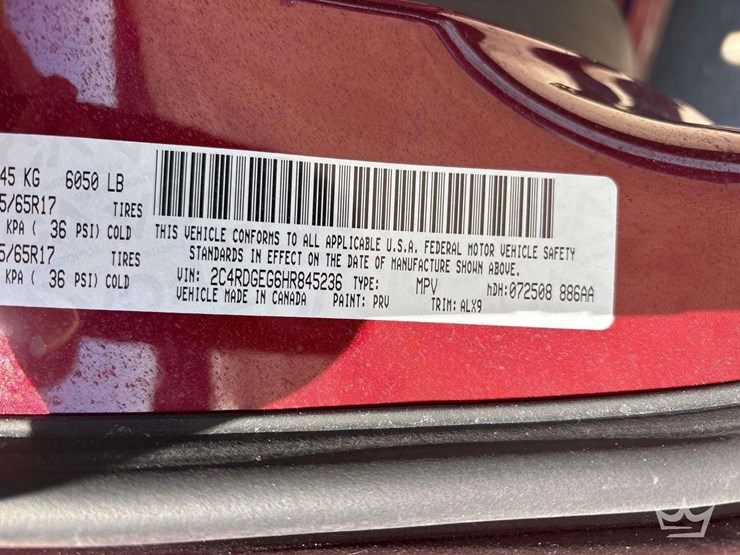 45 KG 6050 LB
5/65R17 TIRES
KPA ( 36 PSI) COLD
5/65R17 TIRES
KPA ( 36 PSI) COLD
THIS VEHICLE CONFORMS TO ALL APPLICABLE U.S.A. FEDERAL MOTOR VEHICLE SAFETY
STANDARDS IN EFFECT ON THE DATE OF MANUFACTURE SHOWN ABOVE.
VIN: 2C4RDGEG6HR845236 TYPE: MPV hDH:072508 886AA
VEHICLE MADE IN CANADA PAINT: PRV TRIM: ALX9